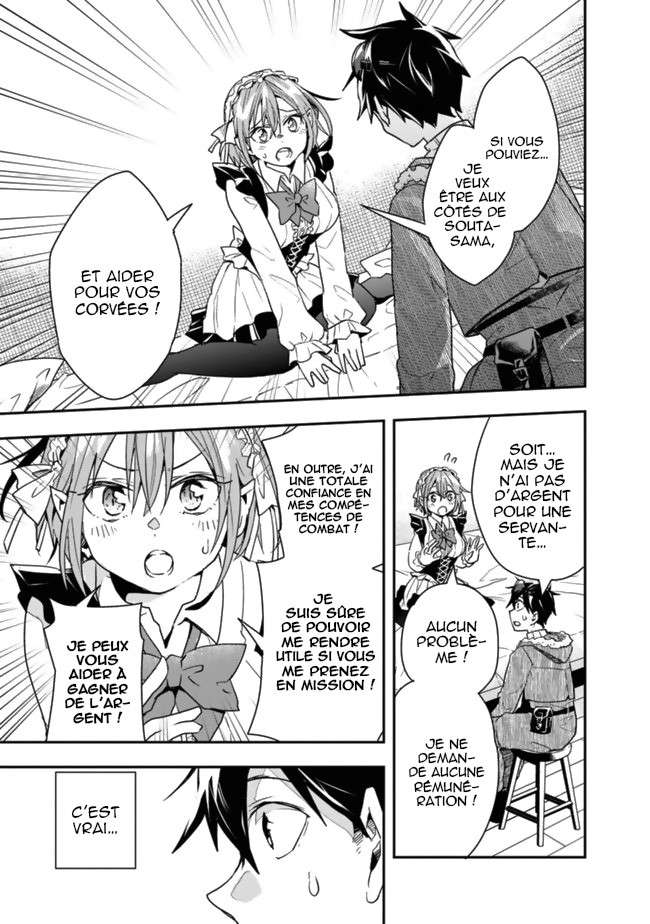 SI VOUS
POUVIEZ...
JE
VEUX
ÊTRE AUX
CÔTÉS DE
SOUTA-
SAMA,
ET AIDER
POUR VOS
CORVÉES !
SOIT...
MAIS JE
N'AI PAS
D'ARGENT
POUR UNE
SERVAN-
TE...
AUCUN
PROBLÈ-
ME !
JE NE
DEMAN-
DE AUCUNE
RÉMUNÉ-
RATION !
EN OUTRE, J'AI
UNE TOTALE
CONFIANCE EN
MES COMPÉ-
TENCES DE
COMBAT !
JE
SUIS SÛRE
DE POUVOIR
ME RENDRE
UTILE SI VOUS
ME PRENEZ
EN MISSION !
JE PEUX
VOUS
AIDER À
GAGNER
DE L'AR-
GENT !
C'EST
VRAI...